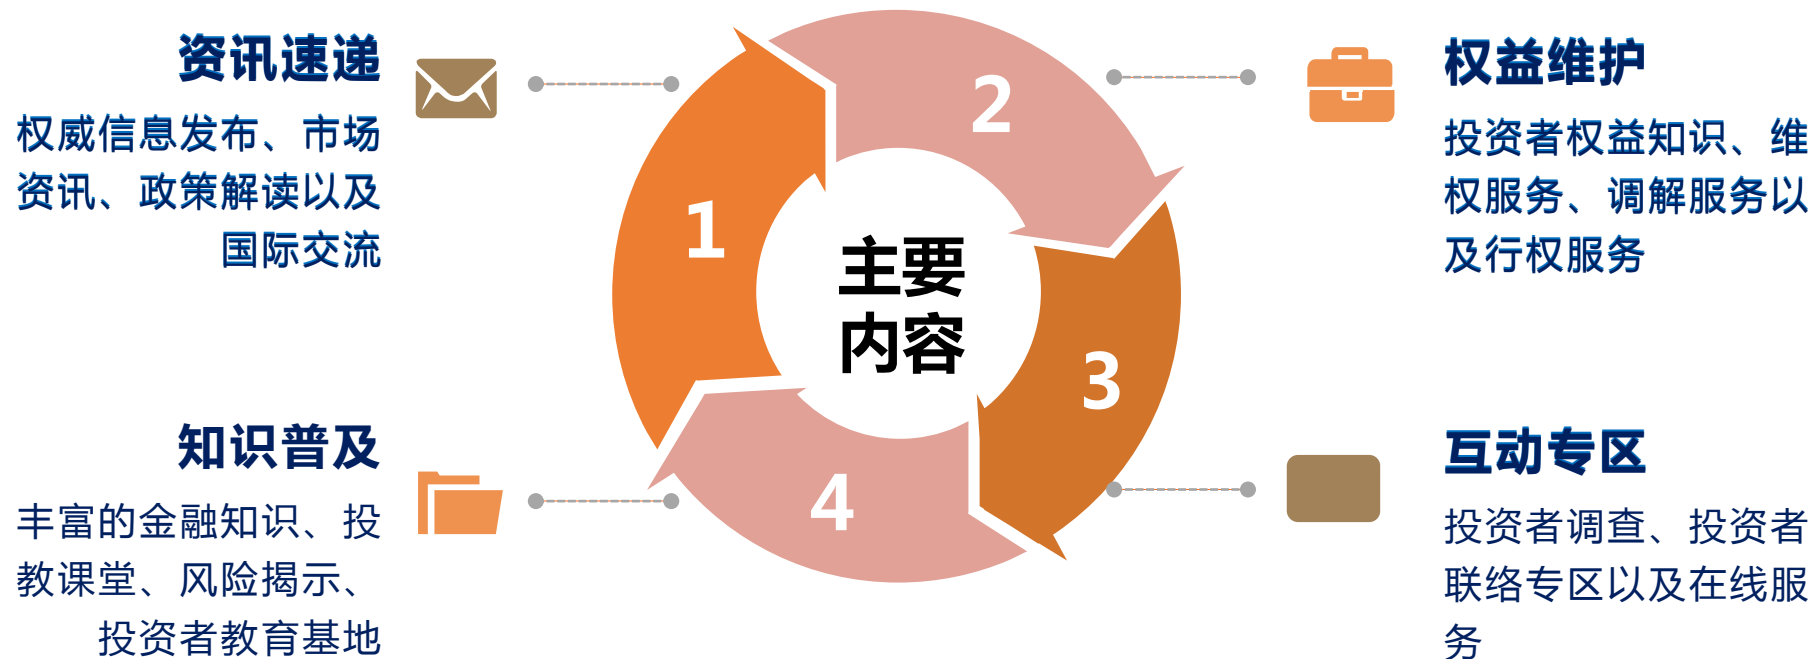 资讯速递
权威信息发布、市场
资讯、政策解读以及
国际交流
1
2
权益维护
投资者权益知识、维
权服务、调解服务以
及行权服务
主要
内容
知识普及
丰富的金融知识、投
教课堂、风险揭示、
投资者教育基地
4
3
互动专区
投资者调查、投资者
联络专区以及在线服
务